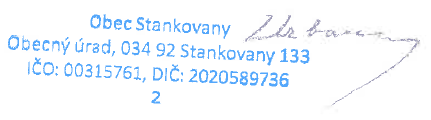 Obec Stankovany
Obecný úrad, 034 92 Stankovany 133
IČO: 00315761, DIČ: 2020589736
2